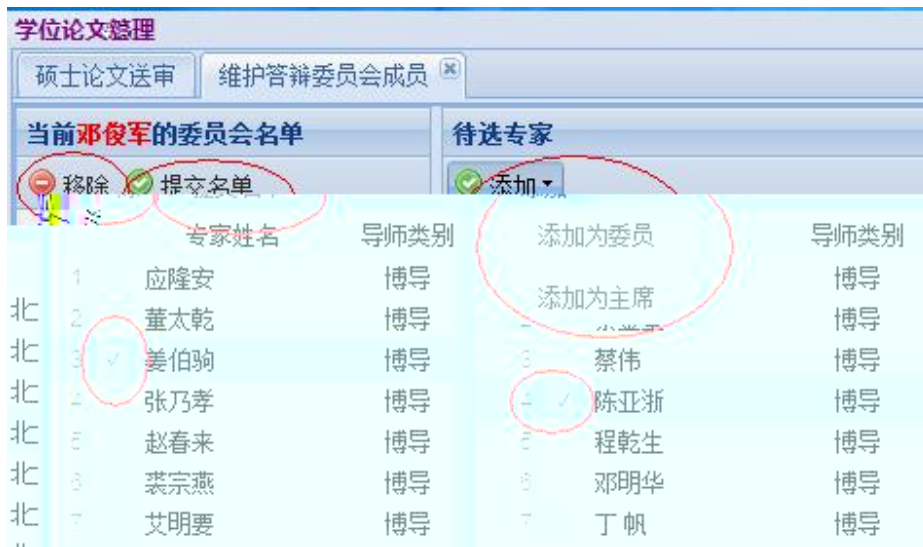 学位论文管理
硕士论文送审 维护答辩委员会成员
当前邓俊军的委员会名单 待选专家
移除 提交名单 添加
专家姓名 导师类别 添加为委员 导师类别
1 应隆安 博导 博导
添加为主席
北 2 董太乾 博导 博导
北 3 ✓ 姜伯驹 博导 3 蔡伟 博导
北 4 张乃孝 博导 4 ✓ 陈亚浙 博导
北 5 赵春来 博导 5 程乾生 博导
北 6 裘宗燕 博导 6 邓明华 博导
北 7 艾明要 博导 7 丁帆 博导